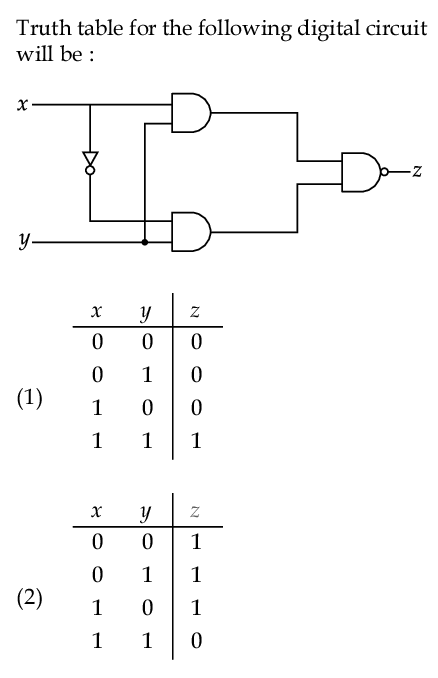 Truth table for the following digital circuit
will be :
x
z
y
x y z
0 0 0
0 1 0
(1)
1 0 0
1 1 1
x y z
0 0 1
0 1 1
(2)
1 0 1
1 1 0